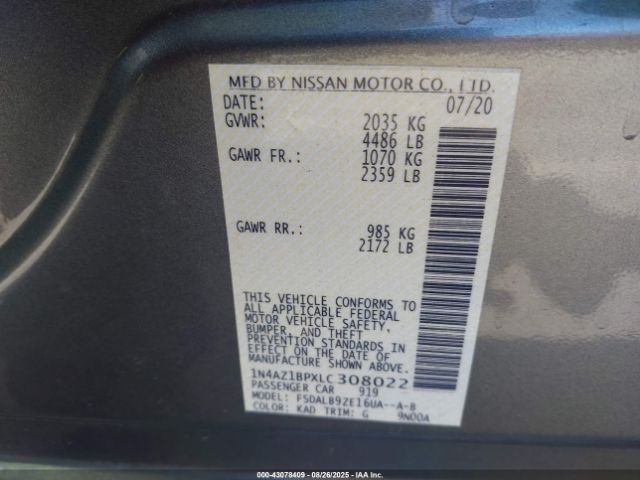 MFD BY NISSAN MOTOR CO., LTD.
DATE: 07/20
GVWR: 2035 KG
4486 LB
GAWR FR.: 1070 KG
2359 LB
GAWR RR.: 985 KG
2172 LB
THIS VEHICLE CONFORMS TO
ALL APPLICABLE FEDERAL
MOTOR VEHICLE SAFETY,
BUMPER, AND THEFT
PREVENTION STANDARDS IN
EFFECT ON THE DATE OF
MANUFACTURE SHOWN ABOVE.
1N4AZ1BPXLC308022
PASSENGER CAR 919
MODEL: FSDALB9ZE16UA--A-B
COLOR: KAD TRIM: G 9N00A
000-43078409 - 08/26/2025 - IAAI.COM